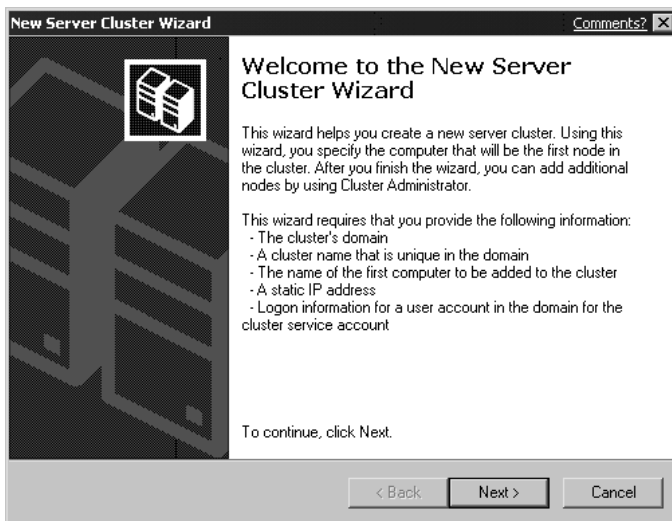 New Server Cluster Wizard Comments?
Welcome to the New Server
Cluster Wizard
This wizard helps you create a new server cluster. Using this
wizard, you specify the computer that will be the first node in
the cluster. After you finish the wizard, you can add additional
nodes by using Cluster Administrator.
This wizard requires that you provide the following information:
- The cluster's domain
- A cluster name that is unique in the domain
- The name of the first computer to be added to the cluster
- A static IP address
- Logon information for a user account in the domain for the
cluster service account
To continue, click Next.
< Back Next > Cancel